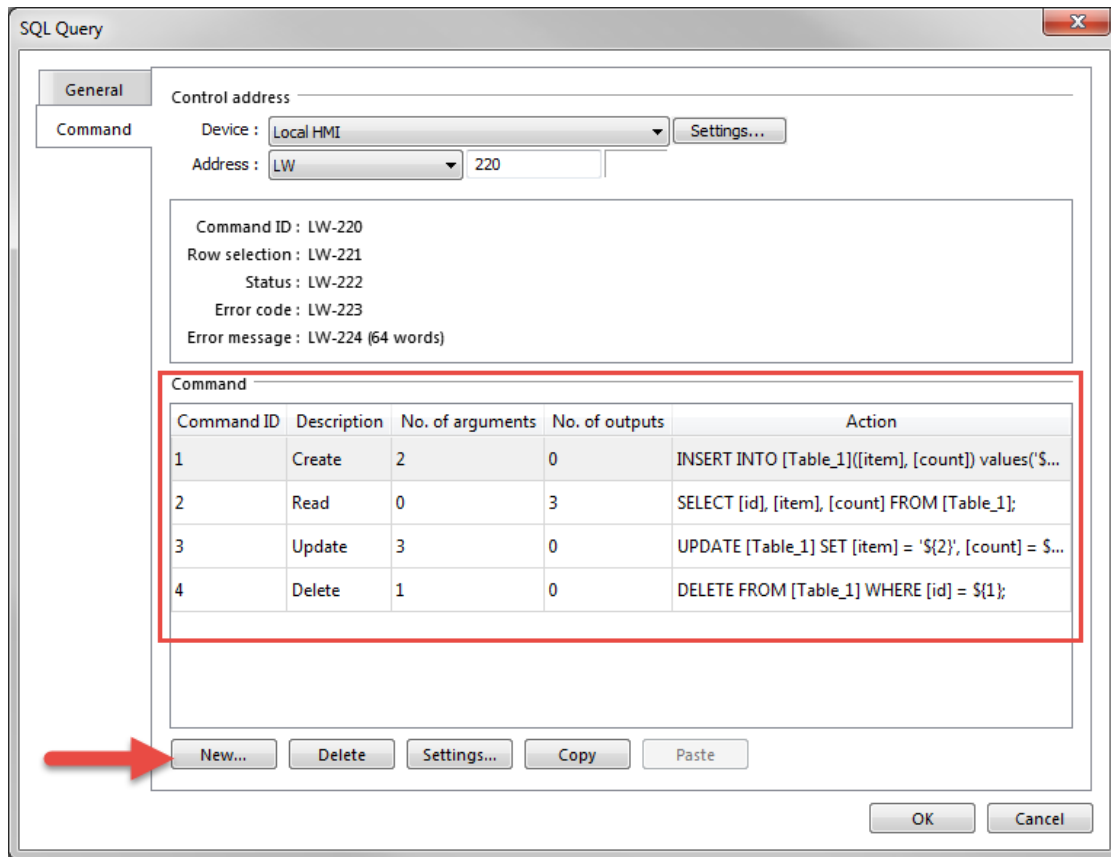 SQL Query
General
Command
Control address
Device : Local HMI Settings...
Address : LW 220
Command ID : LW-220
Row selection : LW-221
Status : LW-222
Error code : LW-223
Error message : LW-224 (64 words)
Command
Command ID Description No. of arguments No. of outputs Action
1 Create 2 0 INSERT INTO [Table_1]([item], [count]) values('$...
2 Read 0 3 SELECT [id], [item], [count] FROM [Table_1];
3 Update 3 0 UPDATE [Table_1] SET [item] = '${2}', [count] = $...
4 Delete 1 0 DELETE FROM [Table_1] WHERE [id] = ${1};
New... Delete Settings... Copy Paste
OK Cancel